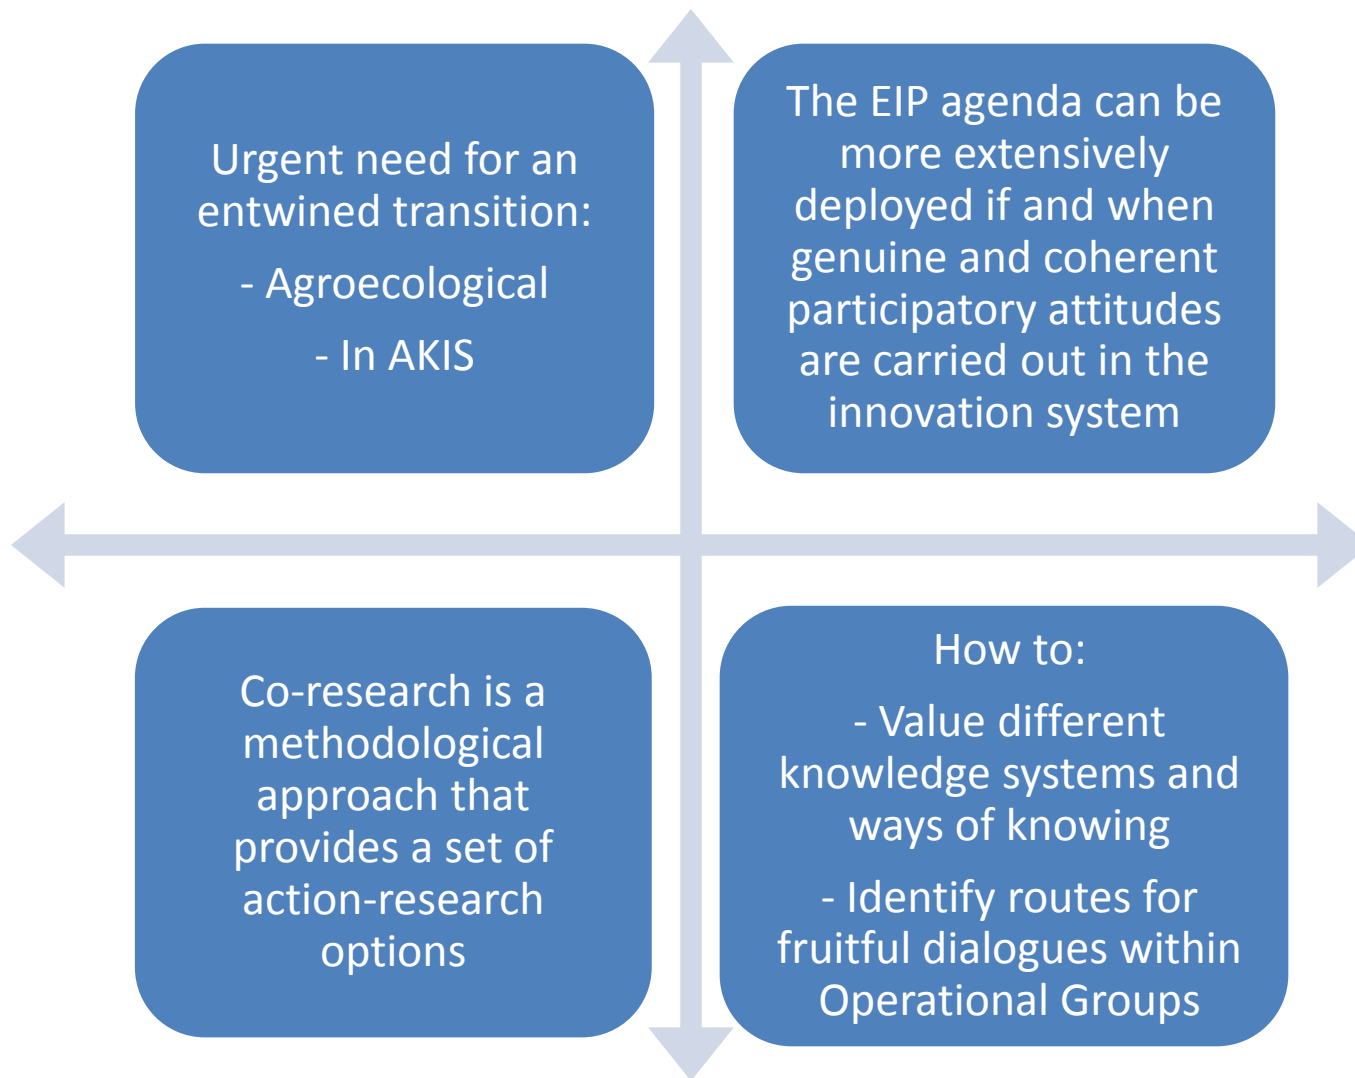 Urgent need for an
entwined transition:
- Agroecological
- In AKIS
The EIP agenda can be
more extensively
deployed if and when
genuine and coherent
participatory attitudes
are carried out in the
innovation system
Co-research is a
methodological
approach that
provides a set of
action-research
options
How to:
- Value different
knowledge systems and
ways of knowing
- Identify routes for
fruitful dialogues within
Operational Groups